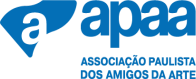 a apaa
ASSOCIAÇÃO PAULISTA
DOS AMIGOS DA ARTE